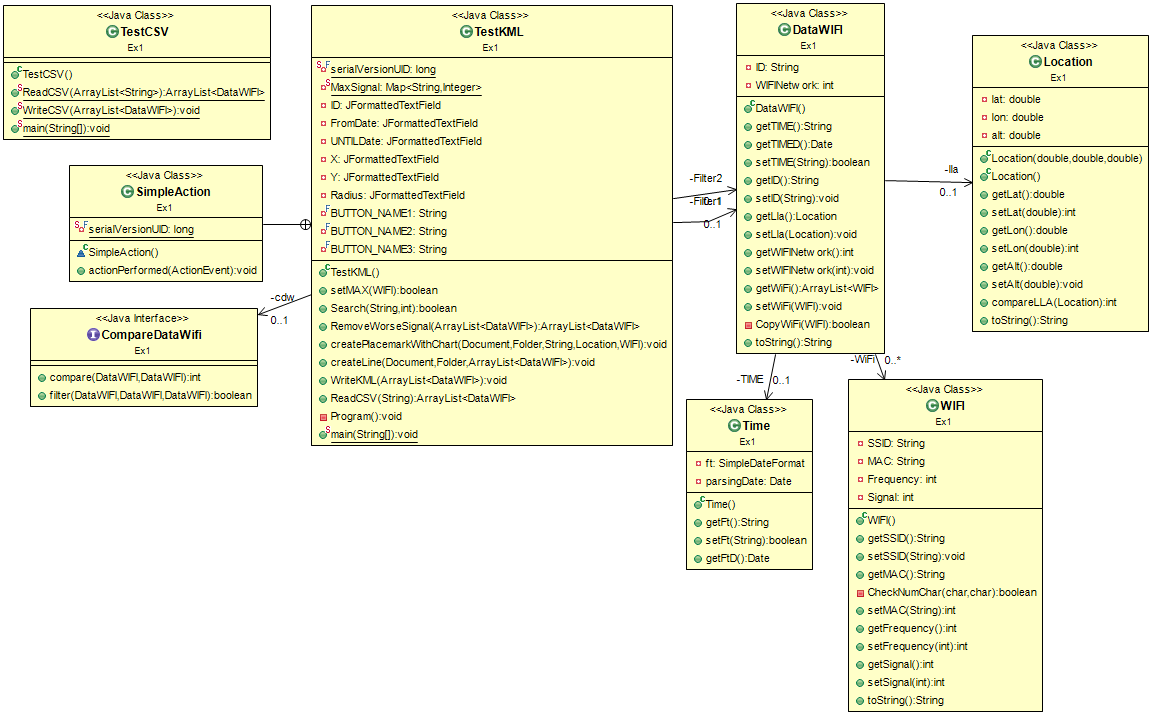 <<Java Class>>
TestCSV
Ex1
TestCSV()
ReadCSV(ArrayList<String>):ArrayList<DataWIFI>
WriteCSV(ArrayList<DataWIFI>):void
main(String[]):void
<<Java Class>>
SimpleAction
Ex1
serialVersionUID: long
SimpleAction()
actionPerformed(ActionEvent):void
<<Java Interface>>
CompareDataWifi
Ex1
compare(DataWIFI,DataWIFI):int
filter(DataWIFI,DataWIFI,DataWIFI):boolean
-cdw
0..1
<<Java Class>>
TestKML
Ex1
serialVersionUID: long
MaxSignal: Map<String,Integer>
ID: JFormattedTextField
FromDate: JFormattedTextField
UNTILDate: JFormattedTextField
X: JFormattedTextField
Y: JFormattedTextField
Radius: JFormattedTextField
BUTTON_NAME1: String
BUTTON_NAME2: String
BUTTON_NAME3: String
TestKML()
setMAX(WIFI):boolean
Search(String,int):boolean
RemoveWorseSignal(ArrayList<DataWIFI>):ArrayList<DataWIFI>
createPlacemarkWithChart(Document,Folder,String,Location,WIFI):void
createLine(Document,Folder,ArrayList<DataWIFI>):void
WriteKML(ArrayList<DataWIFI>):void
ReadCSV(String):ArrayList<DataWIFI>
Program():void
main(String[]):void
-Filter2
0..1
-Filter1
0..1
<<Java Class>>
DataWIFI
Ex1
ID: String
WIFINetwork: int
DataWIFI()
getTIME():String
getTIMED():Date
setTIME(String):boolean
getID():String
setID(String):void
getLla():Location
setLla(Location):void
getWIFINetwork():int
setWIFINetwork(int):void
getWiFi():ArrayList<WIFI>
setWiFi(WIFI):void
CopyWiFi(WIFI):boolean
toString():String
-lla
0..1
<<Java Class>>
Location
Ex1
lat: double
lon: double
alt: double
Location(double,double,double)
Location()
getLat():double
setLat(double):int
getLon():double
setLon(double):int
getAlt():double
setAlt(double):void
compareLLA(Location):int
toString():String
-TIME
0..1
<<Java Class>>
Time
Ex1
ft: SimpleDateFormat
parsingDate: Date
Time()
getFt():String
setFt(String):boolean
getFtD():Date
-WiFi
0..*
<<Java Class>>
WIFI
Ex1
SSID: String
MAC: String
Frequency: int
Signal: int
WIFI()
getSSID():String
setSSID(String):void
getMAC():String
CheckNumChar(char,char):boolean
setMAC(String):int
getFrequency():int
setFrequency(int):int
getSignal():int
setSignal(int):int
toString():String